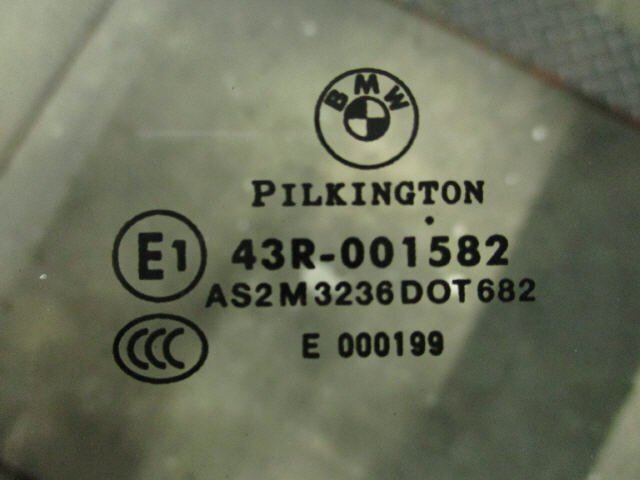 BMW
PILKINGTON
E1 43R-001582
AS2 M3236 DOT 682
CCC E 000199